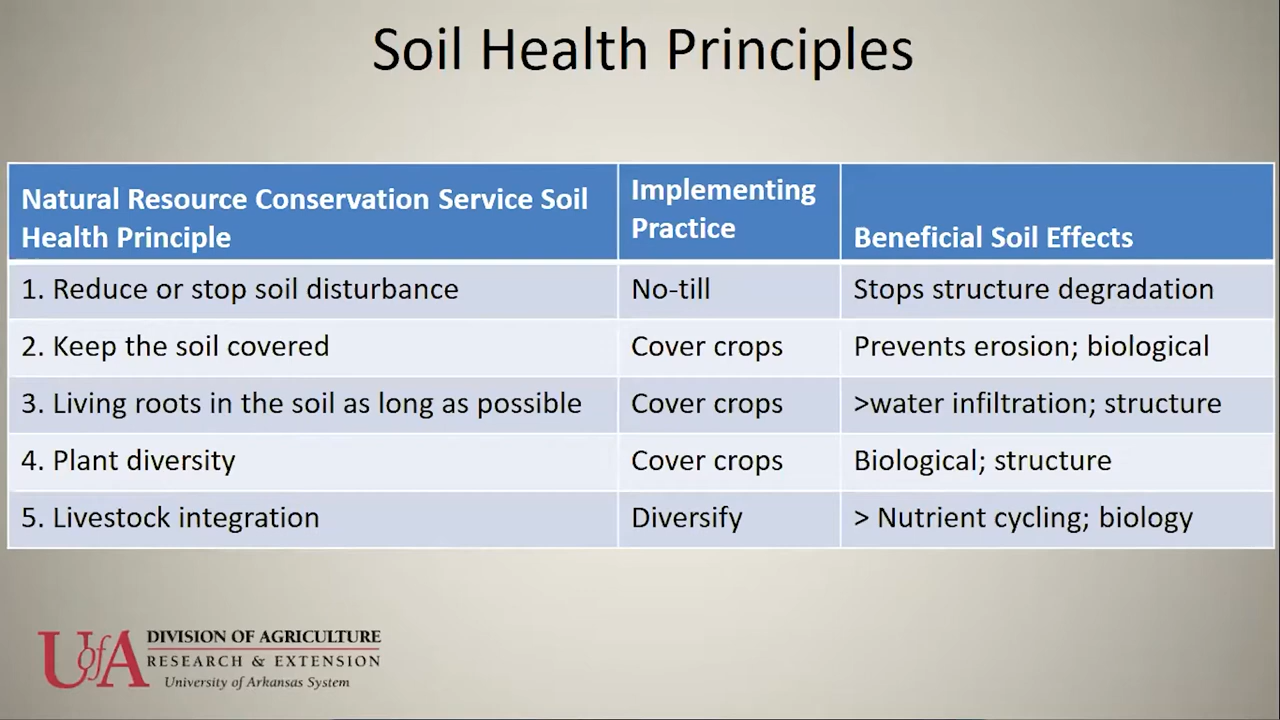 Soil Health Principles
Natural Resource Conservation Service Soil
Health Principle
Implementing
Practice
Beneficial Soil Effects
1. Reduce or stop soil disturbance
No-till
Stops structure degradation
2. Keep the soil covered
Cover crops
Prevents erosion; biological
3. Living roots in the soil as long as possible
Cover crops
>water infiltration; structure
4. Plant diversity
Cover crops
Biological; structure
5. Livestock integration
Diversify
> Nutrient cycling; biology
UofA
DIVISION OF AGRICULTURE
RESEARCH & EXTENSION
University of Arkansas System